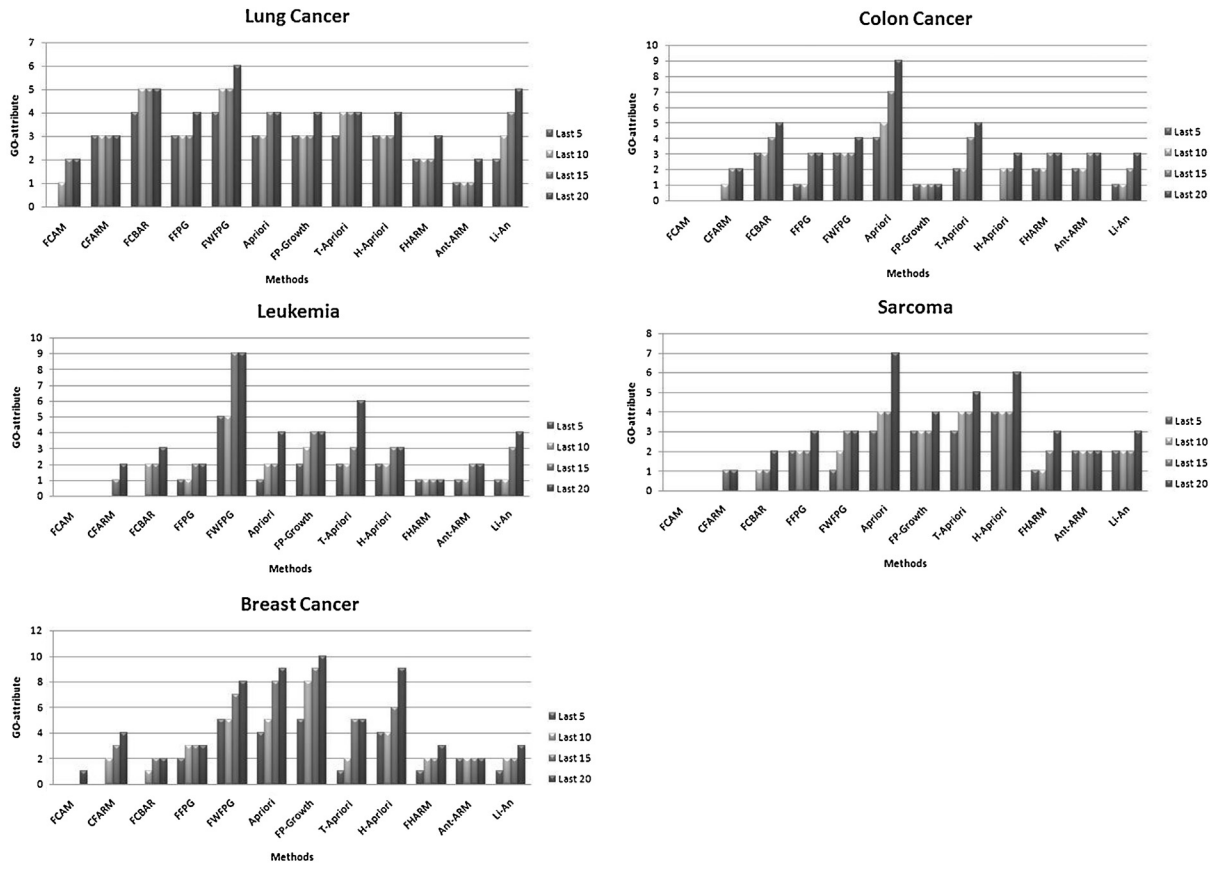 Lung Cancer
GO-attribute
7
6
5
4
3
2
1
0
FCAM CFARM FCBAR FFPG FWFPG Apriori FP-Growth T-Apriori H-Apriori FHARM Ant-ARM Li-An
Methods
Last 5
Last 10
Last 15
Last 20
Colon Cancer
GO-attribute
10
9
8
7
6
5
4
3
2
1
0
FCAM CFARM FCBAR FFPG FWFPG Apriori FP-Growth T-Apriori H-Apriori FHARM Ant-ARM Li-An
Methods
Last 5
Last 10
Last 15
Last 20
Leukemia
GO-attribute
10
9
8
7
6
5
4
3
2
1
0
FCAM CFARM FCBAR FFPG FWFPG Apriori FP-Growth T-Apriori H-Apriori FHARM Ant-ARM Li-An
Methods
Last 5
Last 10
Last 15
Last 20
Sarcoma
GO-attribute
8
7
6
5
4
3
2
1
0
FCAM CFARM FCBAR FFPG FWFPG Apriori FP-Growth T-Apriori H-Apriori FHARM Ant-ARM Li-An
Methods
Last 5
Last 10
Last 15
Last 20
Breast Cancer
GO-attribute
12
10
8
6
4
2
0
FCAM CFARM FCBAR FFPG FWFPG Apriori FP-Growth T-Apriori H-Apriori FHARM Ant-ARM Li-An
Methods
Last 5
Last 10
Last 15
Last 20